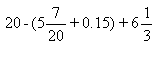 20 - (5 7/20 + 0.15) + 6 1/3